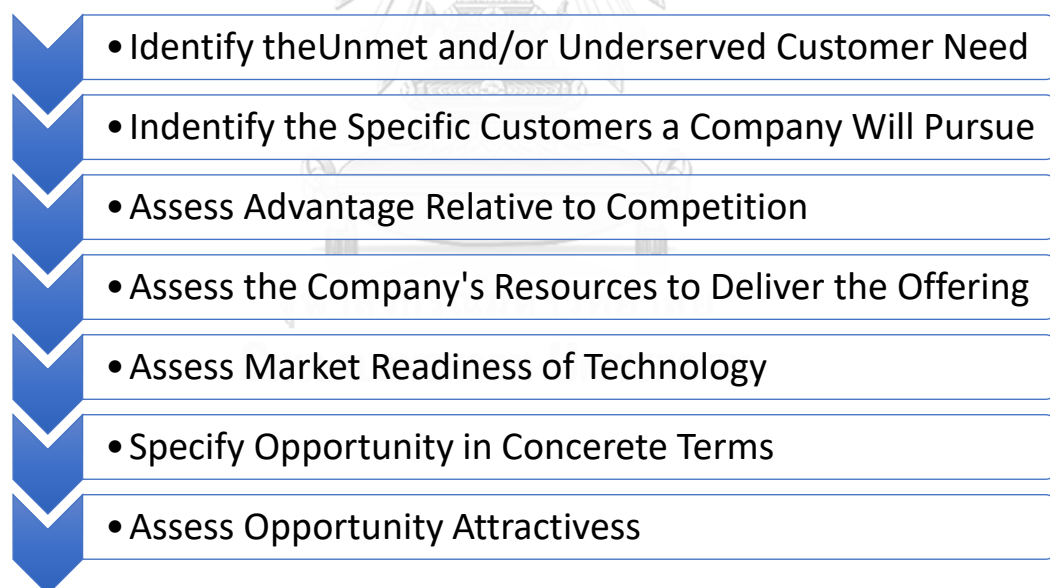 • Identify theUnmet and/or Underserved Customer Need
• Indentify the Specific Customers a Company Will Pursue
• Assess Advantage Relative to Competition
• Assess the Company's Resources to Deliver the Offering
• Assess Market Readiness of Technology
• Specify Opportunity in Concerete Terms
• Assess Opportunity Attractivess